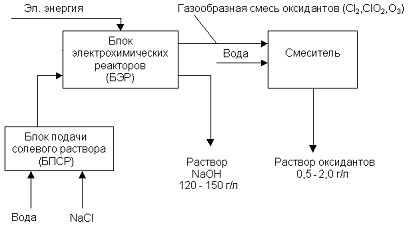 Эл. энергия
Газообразная смесь оксидантов (Cl2,ClO2,O3)
Блок
электрохимических
реакторов
(БЭР)
Вода
Смеситель
Блок подачи
солевого раствора
(БПСР)
Раствор
NaOH
120 - 150 г/л
Раствор оксидантов
0,5 - 2,0 г/л
Вода
NaCl